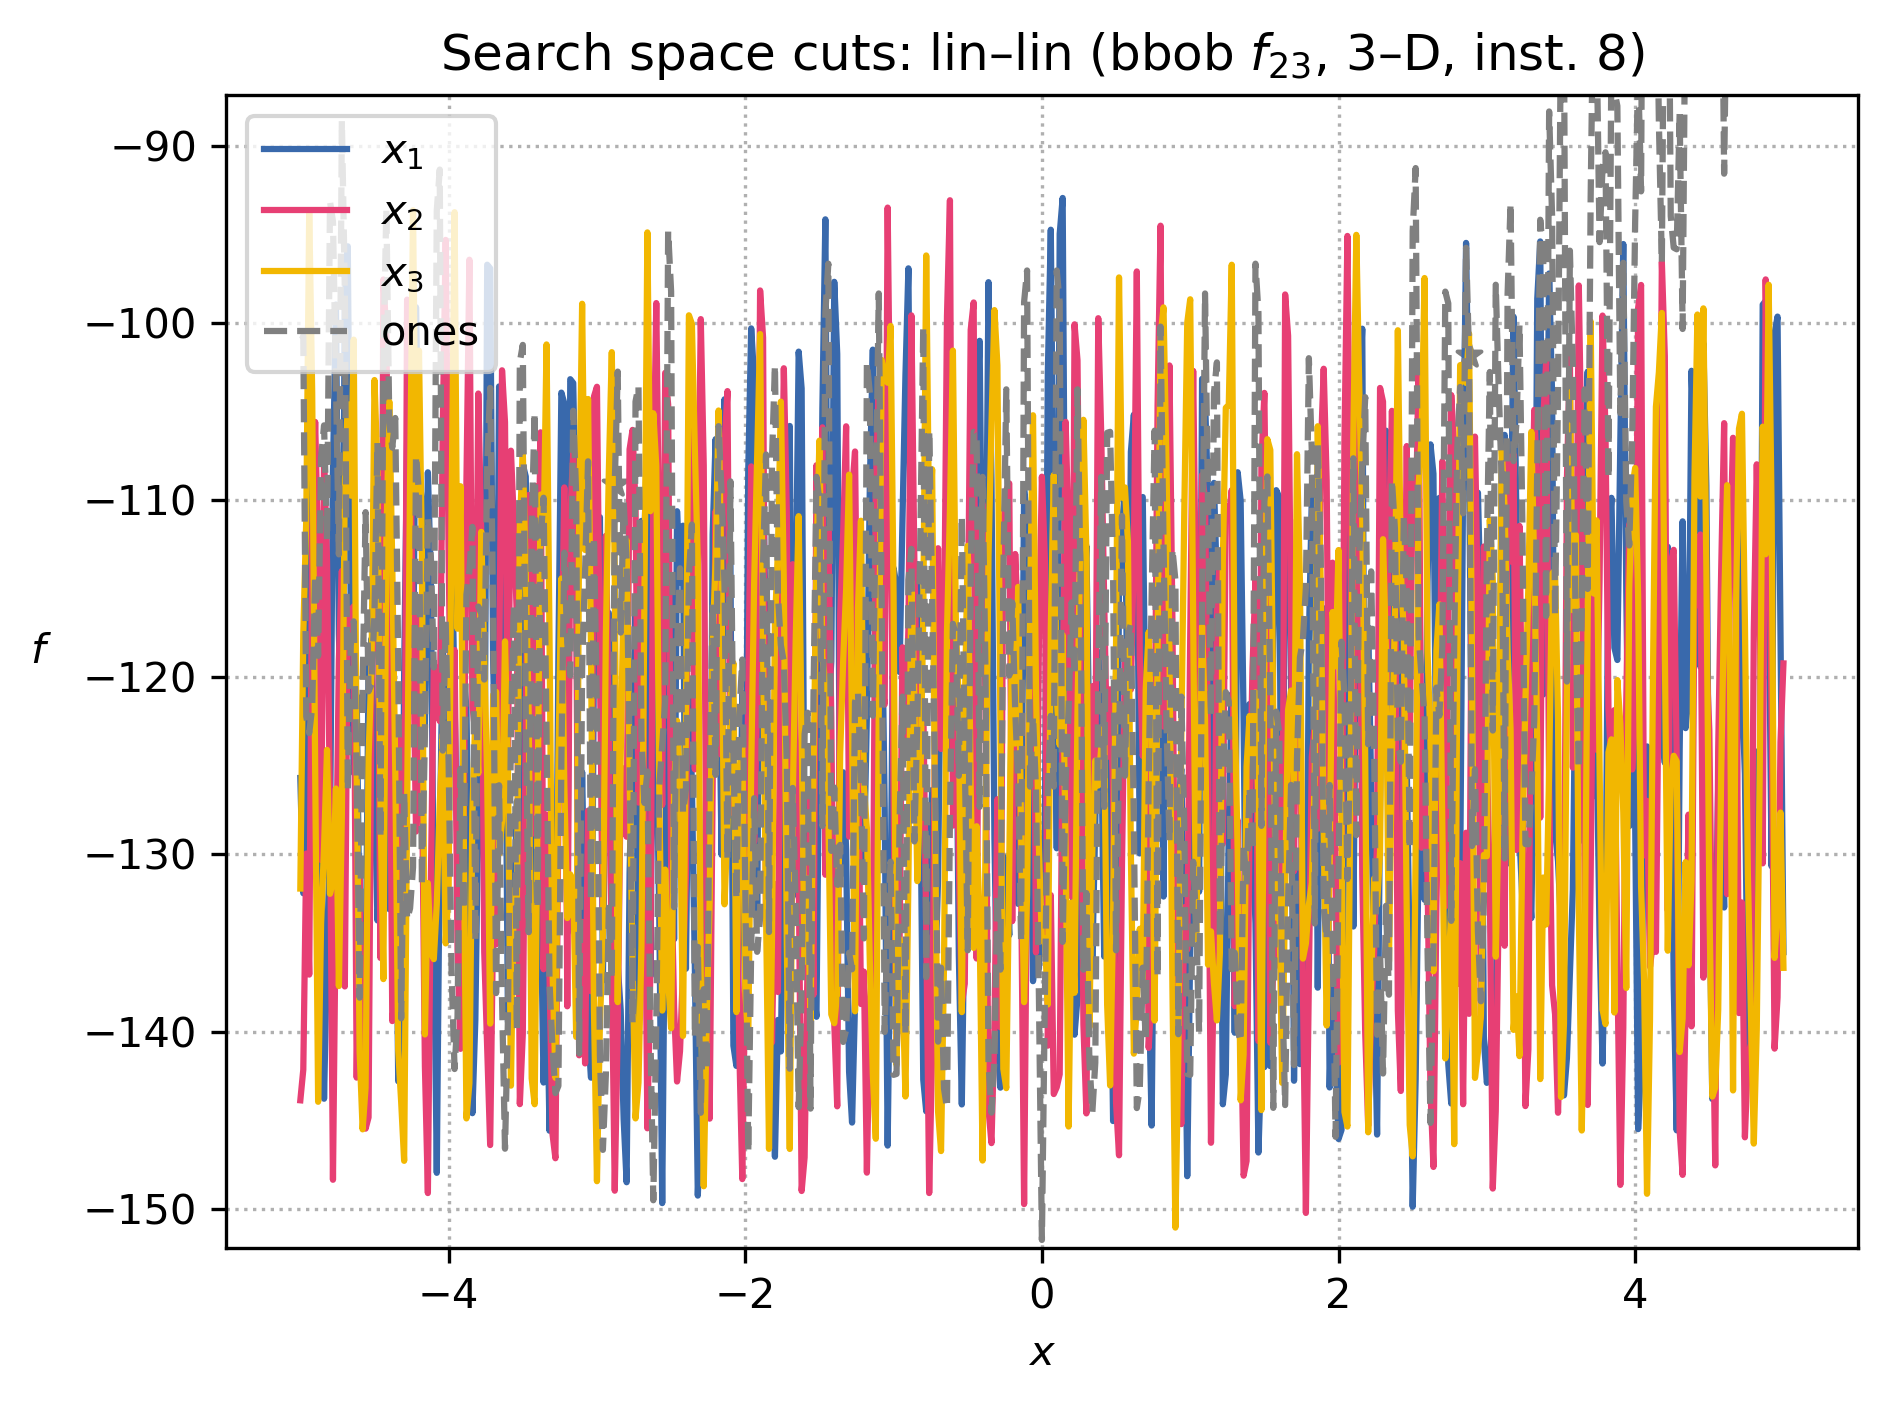 Search space cuts: lin–lin (bbob f₂₃, 3–D, inst. 8)
x₁
x₂
x₃
ones
−90
−100
−110
−120
−130
−140
−150
f
−4
−2
0
2
4
x